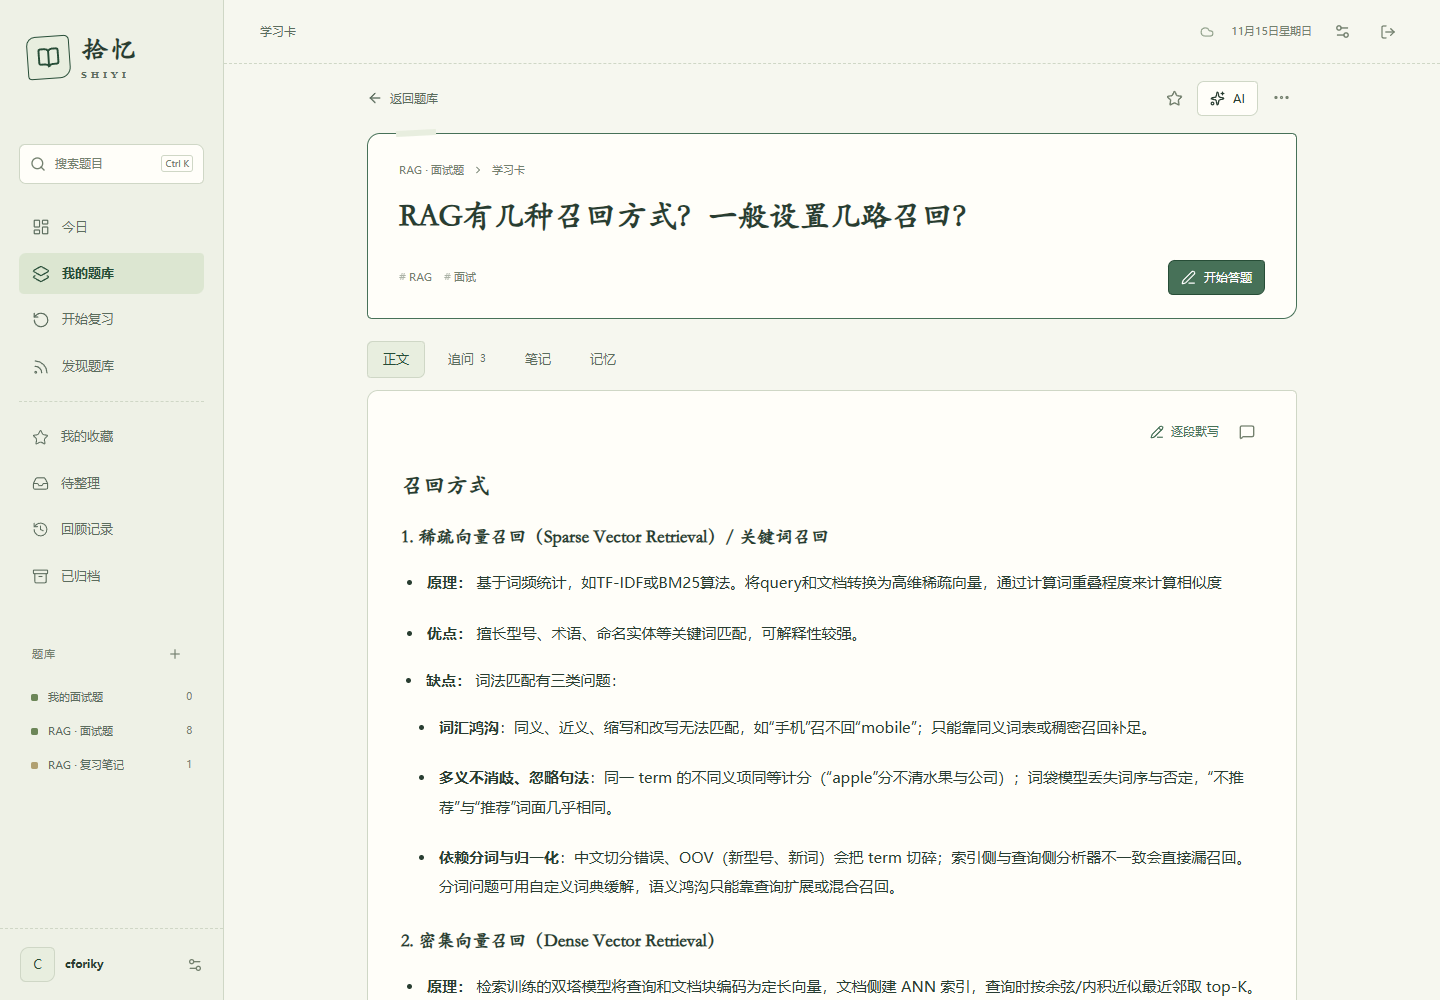 拾忆
SHIYI
搜索题目 Ctrl K
今日
我的题库
开始复习
发现题库
我的收藏
待整理
回顾记录
已归档
题库
我的面试题 0
RAG · 面试题 8
RAG · 复习笔记 1
C cforiky
学习卡
11月15日星期日
返回题库
AI
RAG · 面试题 > 学习卡
RAG有几种召回方式？一般设置几路召回？
# RAG # 面试
开始答题
正文 追问 3 笔记 记忆
逐段默写
召回方式
1. 稀疏向量召回（Sparse Vector Retrieval）/ 关键词召回
• 原理： 基于词频统计，如TF-IDF或BM25算法。将query和文档转换为高维稀疏向量，通过计算词重叠程度来计算相似度
• 优点： 擅长型号、术语、命名实体等关键词匹配，可解释性较强。
• 缺点： 词法匹配有三类问题：
• 词汇鸿沟：同义、近义、缩写和改写无法匹配，如“手机”召不回“mobile”；只能靠同义词表或稠密召回补足。
• 多义不消歧、忽略句法：同一 term 的不同义项同等计分（“apple”分不清水果与公司）；词袋模型丢失词序与否定，“不推
荐”与“推荐”词面几乎相同。
• 依赖分词与归一化：中文切分错误、OOV（新型号、新词）会把 term 切碎；索引侧与查询侧分析器不一致会直接漏召回。
分词问题可用自定义词典缓解，语义鸿沟只能靠查询扩展或混合召回。
2. 密集向量召回（Dense Vector Retrieval）
• 原理： 检索训练的双塔模型将查询和文档块编码为定长向量，文档侧建 ANN 索引，查询时按余弦/内积近似最近邻取 top-K。